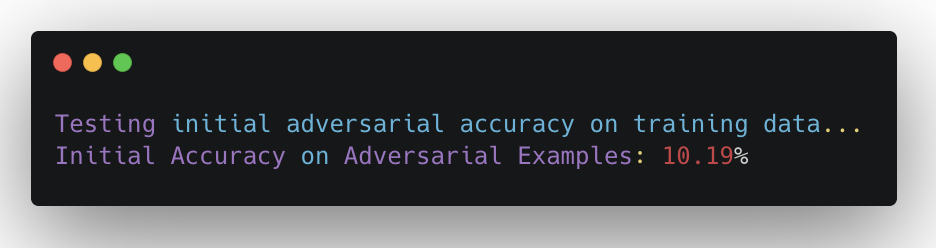 Testing initial adversarial accuracy on training data...
Initial Accuracy on Adversarial Examples: 10.19%